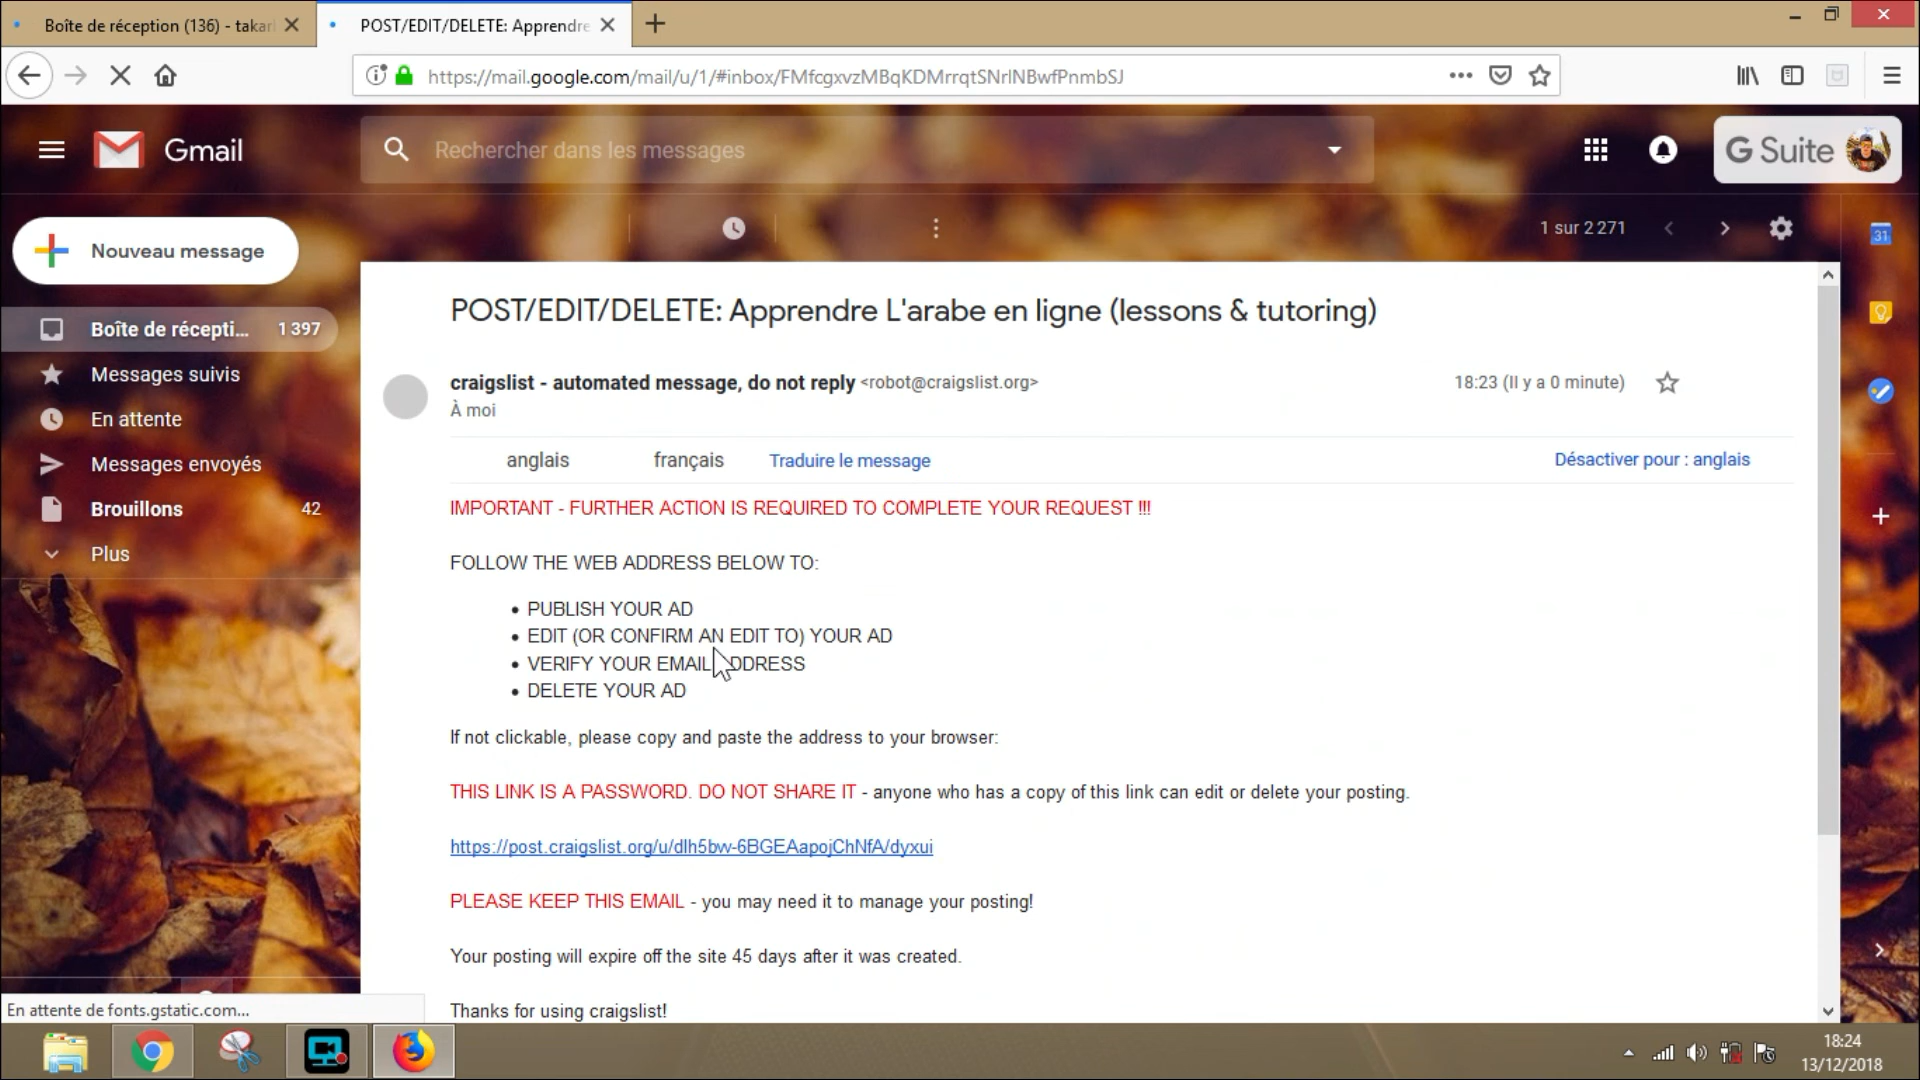 Boîte de réception (136) - takar
POST/EDIT/DELETE: Apprendre
https://mail.google.com/mail/u/1/#inbox/FMfcgxvzMBqKDMrrqtSNrlNBwfPnmbSJ
Gmail
Rechercher dans les messages
G Suite
Nouveau message
1 sur 2 271
31
Boîte de récepti... 1 397
Messages suivis
En attente
Messages envoyés
Brouillons 42
Plus
POST/EDIT/DELETE: Apprendre L'arabe en ligne (lessons & tutoring)
craigslist - automated message, do not reply <robot@craigslist.org>
18:23 (Il y a 0 minute)
À moi
anglais français Traduire le message Désactiver pour : anglais
IMPORTANT - FURTHER ACTION IS REQUIRED TO COMPLETE YOUR REQUEST !!!
FOLLOW THE WEB ADDRESS BELOW TO:
• PUBLISH YOUR AD
• EDIT (OR CONFIRM AN EDIT TO) YOUR AD
• VERIFY YOUR EMAIL ADDRESS
• DELETE YOUR AD
If not clickable, please copy and paste the address to your browser:
THIS LINK IS A PASSWORD. DO NOT SHARE IT - anyone who has a copy of this link can edit or delete your posting.
https://post.craigslist.org/u/dlh5bw-6BGEAapojChNfA/dyxui
PLEASE KEEP THIS EMAIL - you may need it to manage your posting!
Your posting will expire off the site 45 days after it was created.
Thanks for using craigslist!
En attente de fonts.gstatic.com...
18:24
13/12/2018